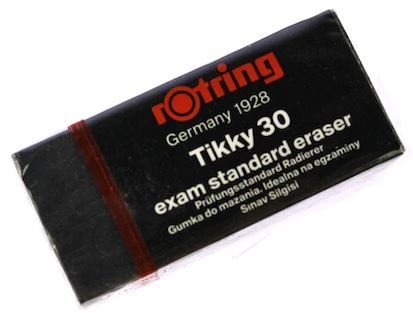 rotring
Germany 1928
Tikky 30
exam standard eraser
Prüfungsstandard Radierer
Gumka do mazania. Idealna na egzaminy
Sınav Silgisi